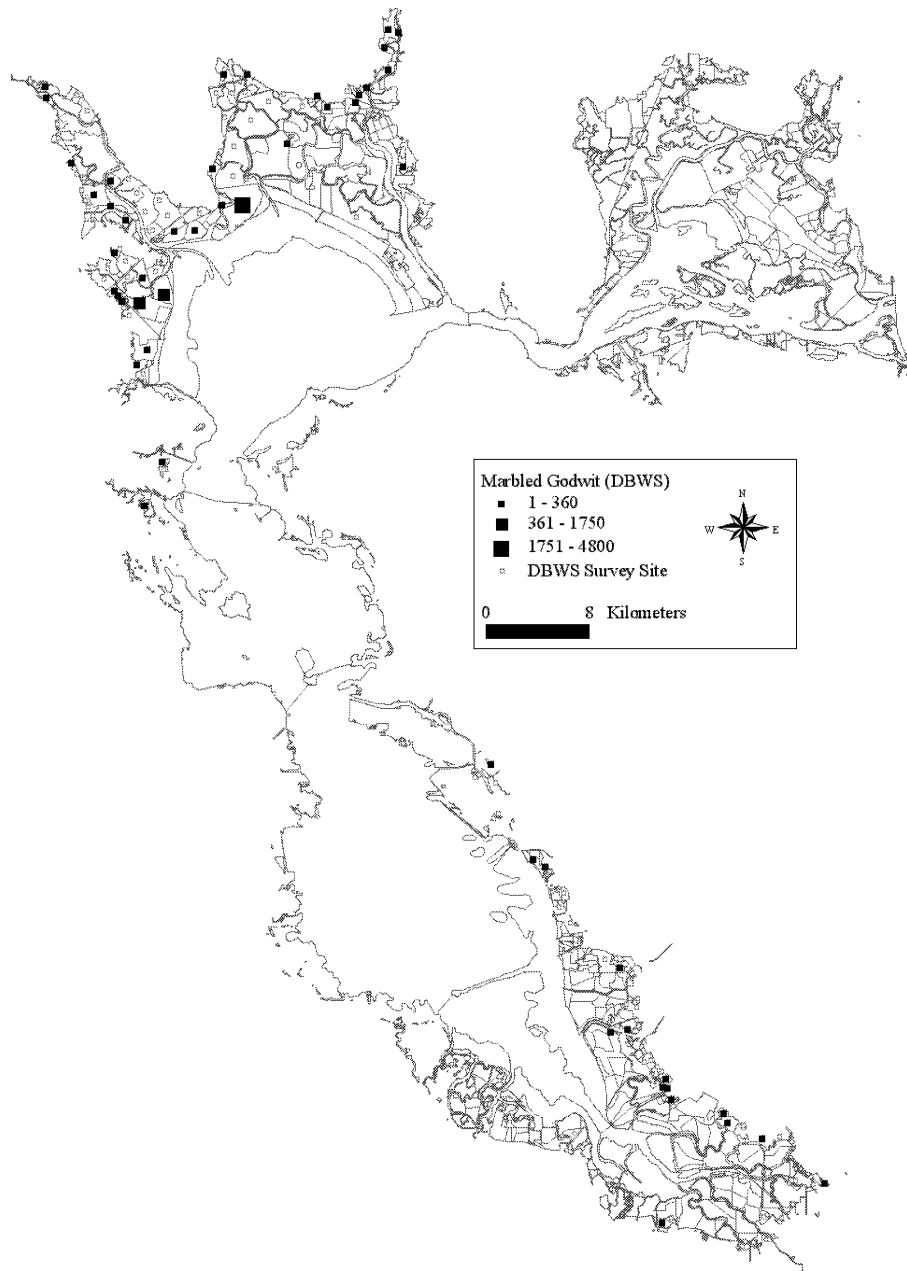 Marbled Godwit (DBWS)
1 - 360
361 - 1750
1751 - 4800
DBWS Survey Site
N
W E
S
0 8 Kilometers